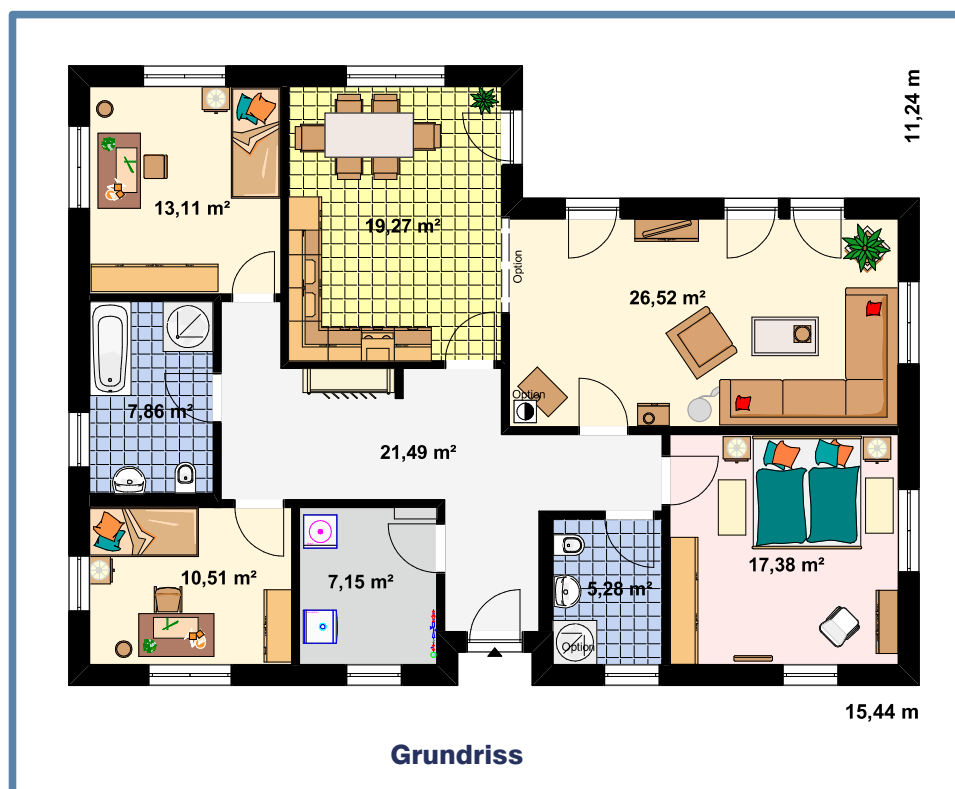 11,24 m
13,11 m²
19,27 m²
Option
26,52 m²
Option
7,86 m²
21,49 m²
10,51 m²
7,15 m²
5,28 m²
17,38 m²
Option
15,44 m
Grundriss